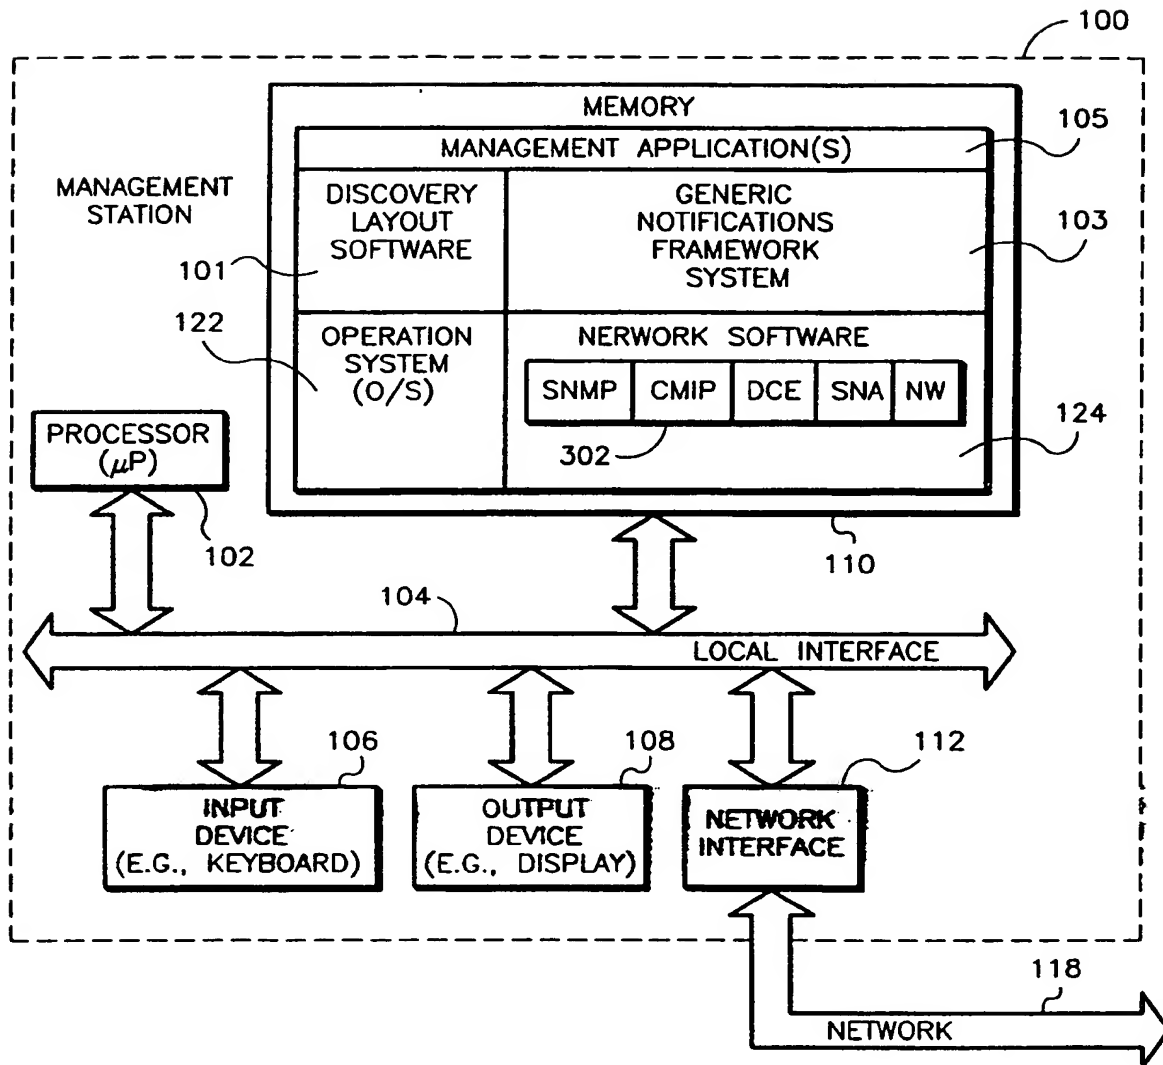 100
MEMORY
105
MANAGEMENT APPLICATION(S)
MANAGEMENT
STATION
DISCOVERY
LAYOUT
SOFTWARE
GENERIC
NOTIFICATIONS
FRAMEWORK
SYSTEM
103
101
122
OPERATION
SYSTEM
(O/S)
NERWORK SOFTWARE
SNMP CMIP DCE SNA NW
302
124
PROCESSOR
(μP)
102
110
104
LOCAL INTERFACE
106
108
112
INPUT
DEVICE
(E.G., KEYBOARD)
OUTPUT
DEVICE
(E.G., DISPLAY)
NETWORK
INTERFACE
118
NETWORK